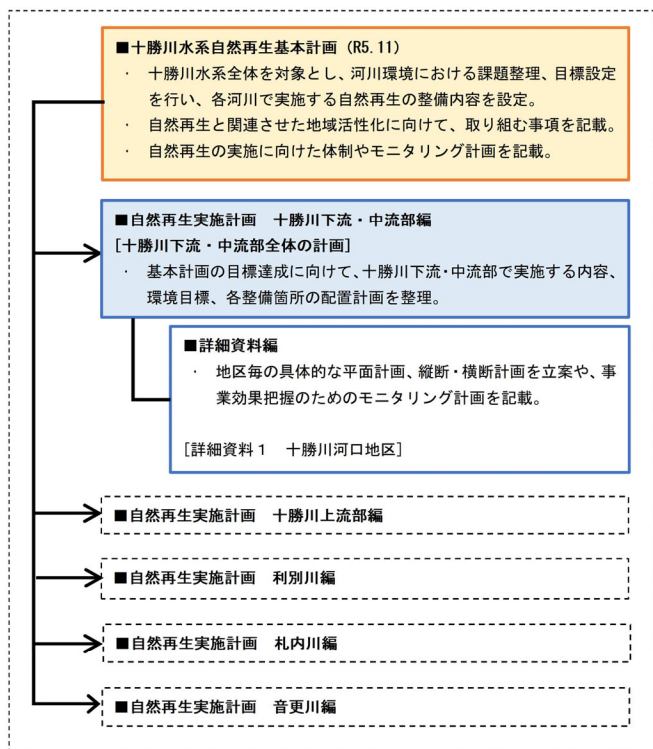 ■十勝川水系自然再生基本計画（R5.11）
・ 十勝川水系全体を対象とし、河川環境における課題整理、目標設定
を行い、各河川で実施する自然再生の整備内容を設定。
・ 自然再生と関連させた地域活性化に向けて、取り組む事項を記載。
・ 自然再生の実施に向けた体制やモニタリング計画を記載。
■自然再生実施計画 十勝川下流・中流部編
[十勝川下流・中流部全体の計画]
・ 基本計画の目標達成に向けて、十勝川下流・中流部で実施する内容、
環境目標、各整備箇所の配置計画を整理。
■詳細資料編
・ 地区毎の具体的な平面計画、縦断・横断計画を立案や、事
業効果把握のためのモニタリング計画を記載。
[詳細資料１ 十勝川河口地区]
■自然再生実施計画 十勝川上流部編
■自然再生実施計画 利別川編
■自然再生実施計画 札内川編
■自然再生実施計画 音更川編